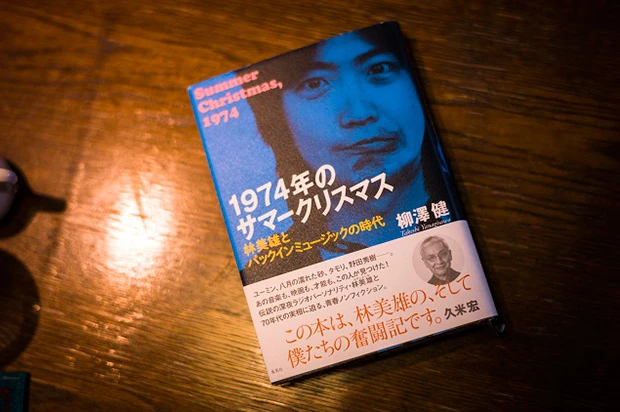 Summer
Christmas,
1974
1974年の
サマークリスマス
林美雄と
パックインミュージックの時代
柳澤 健
Takeshi Yanagisawa
ユーミン、八月の濡れた砂、タモリ、野田秀樹――。
あの音楽も、映画も、才能も、この人が見つけた!
伝説の深夜ラジオパーソナリティ・林美雄と
70年代の実相に迫る、青春ノンフィクション。
この本は、林美雄の、そして
僕たちの奮闘記です。久米宏
集英社